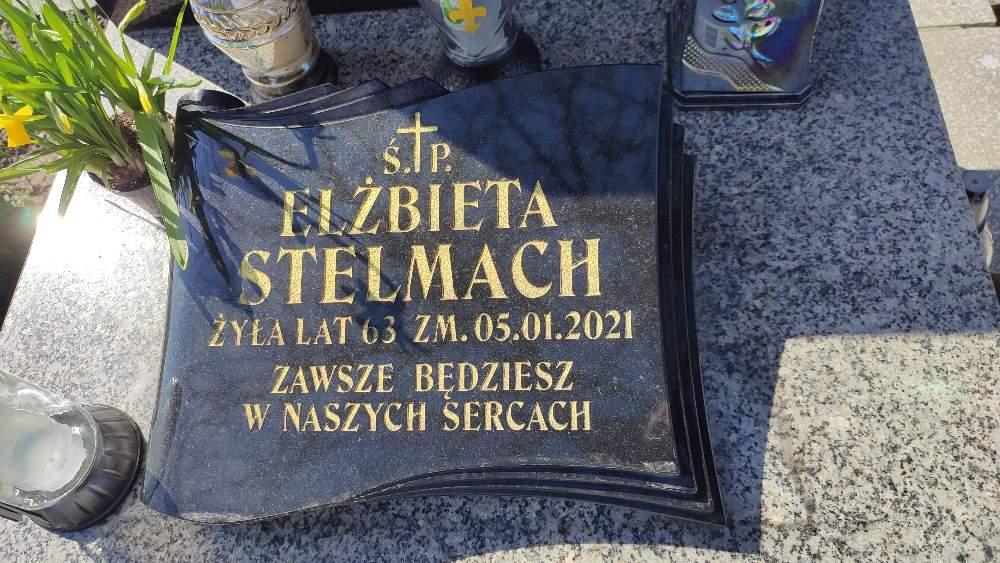 Ś.P.
ELŻBIETA
STELMACH
ŻYŁA LAT 63 ZM. 05.01.2021
ZAWSZE BĘDZIESZ
W NASZYCH SERCACH